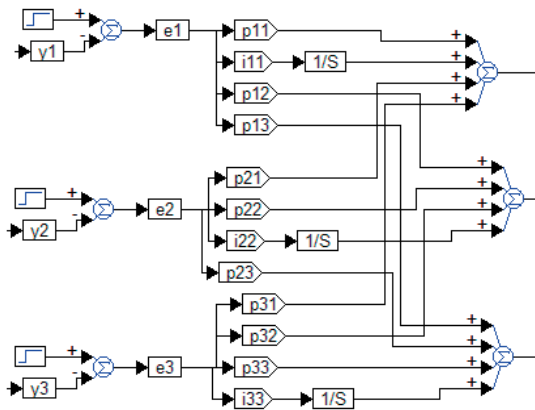 + - y1 e1 p11 + + + +
i11 1/S
p12
p13
p21
+ - y2 e2 p22 + + + +
i22 1/S
p23
p31
+ - y3 e3 p32 + + + +
p33
i33 1/S
Σ Σ Σ Σ Σ Σ